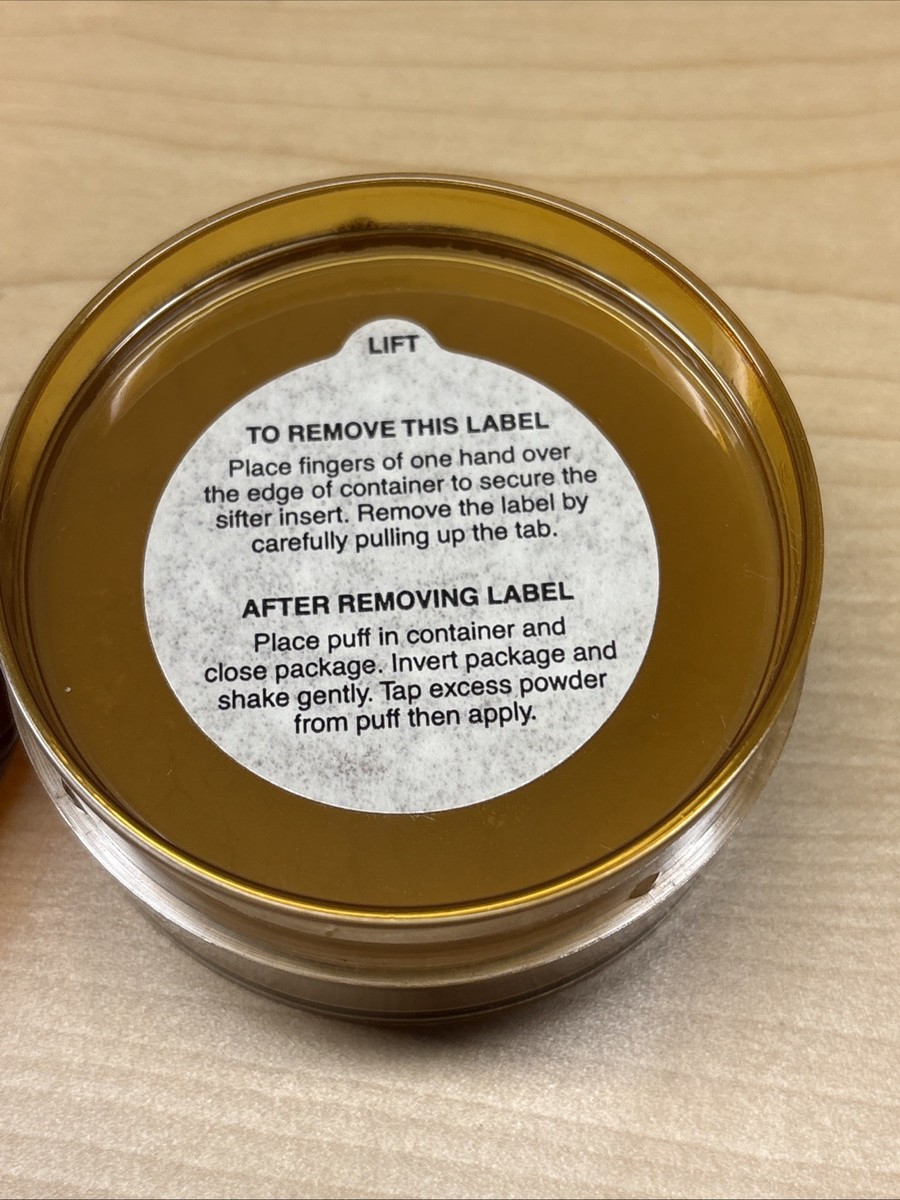 LIFT
TO REMOVE THIS LABEL
Place fingers of one hand over
the edge of container to secure the
sifter insert. Remove the label by
carefully pulling up the tab.
AFTER REMOVING LABEL
Place puff in container and
close package. Invert package and
shake gently. Tap excess powder
from puff then apply.